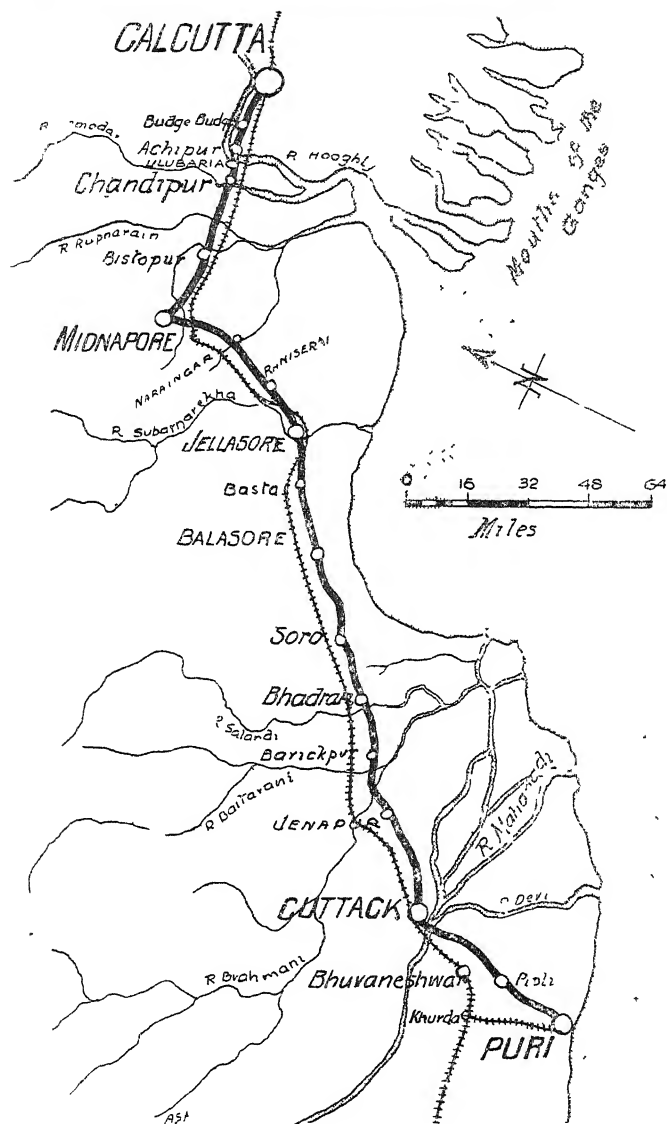 CALCUTTA
Budge Budge
Achipur
ULUBARIA
R HOOGHLY
Chandipur
Mouths of the
Ganges
R Rupnarain
Bistopur
MIDNAPORE
NARAINGAR
RANISERAI
N
R Subarnarekha
JELLASORE
Basta
0 16 32 48 64
Miles
BALASORE
Soro
Bhadrar
R Salandi
Barickpur
R Baitarani
JENAPUR
R Mahanadi
CUTTACK
R Devi
R Brahmani
Bhuvaneshwar
Pipli
Khurda
PURI